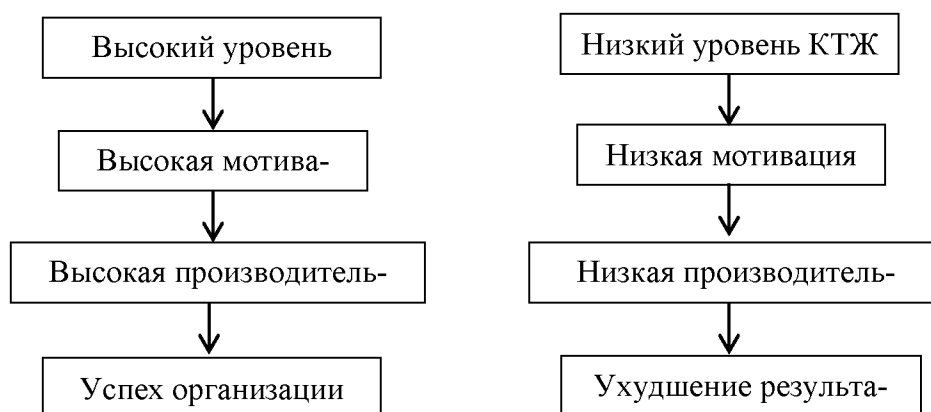 Высокий уровень
Высокая мотива-
Высокая производитель-
Успех организации
Низкий уровень КТЖ
Низкая мотивация
Низкая производитель-
Ухудшение результа-